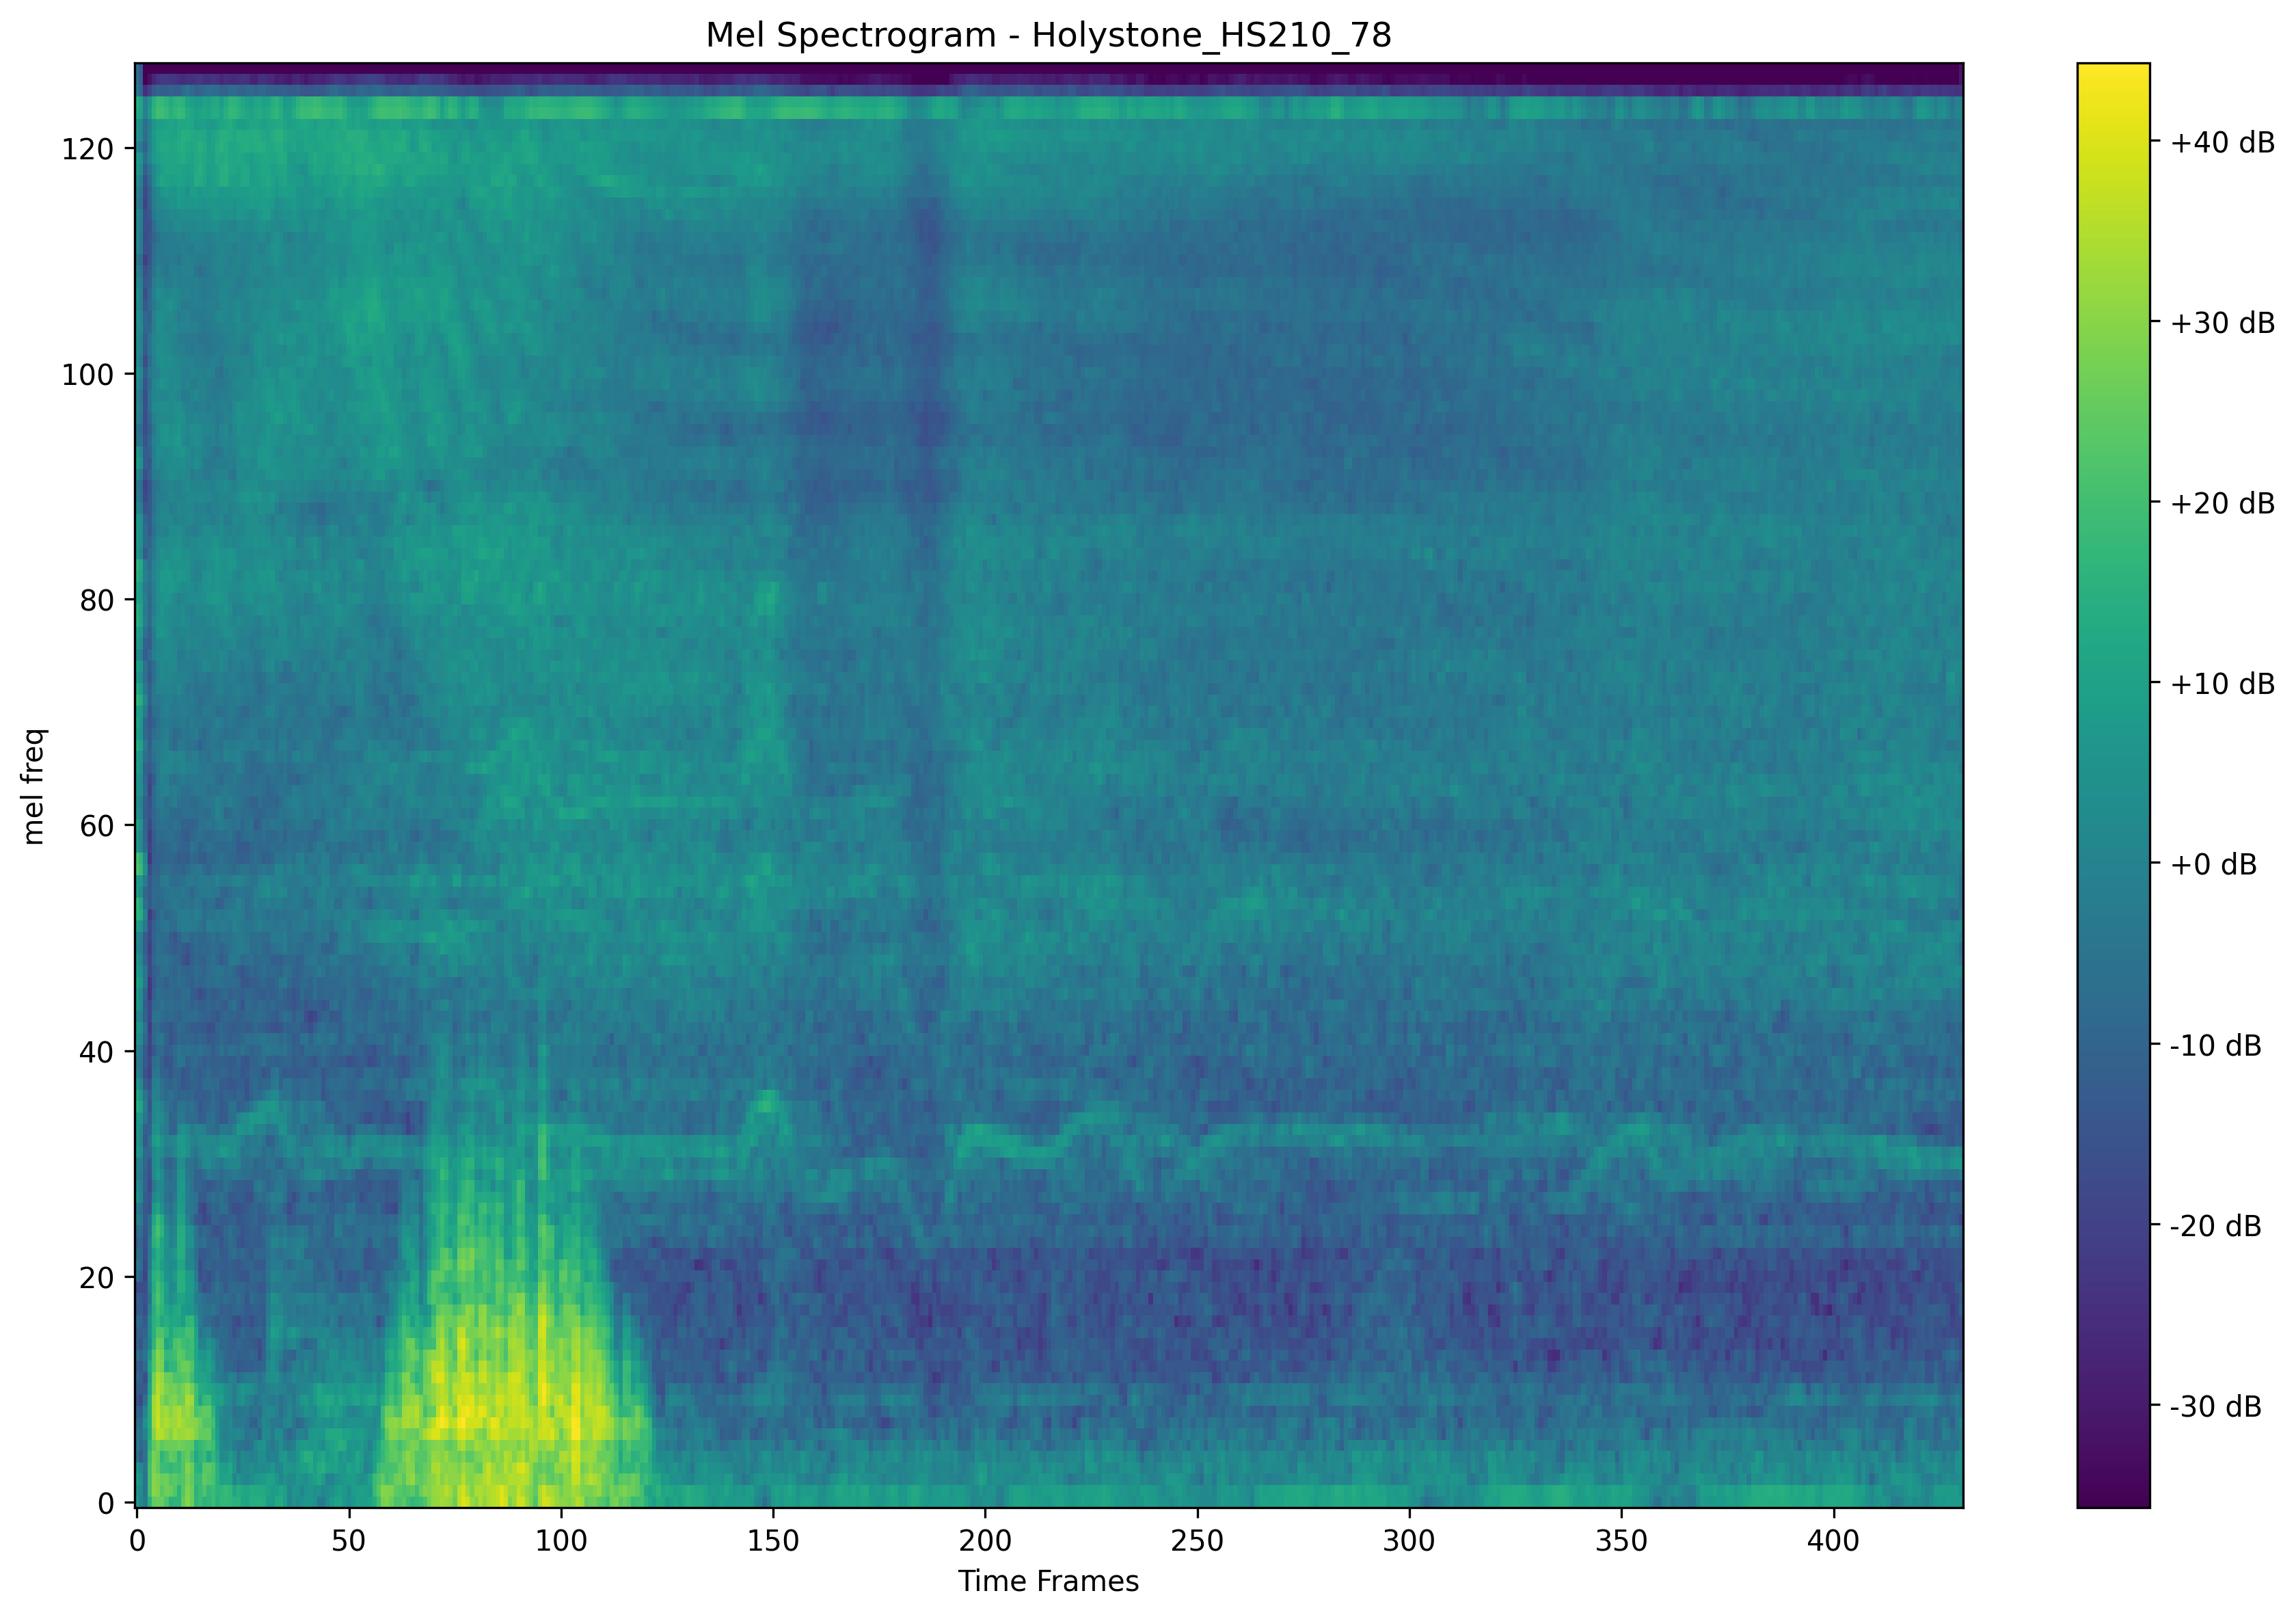 Mel Spectrogram - Holystone_HS210_78
mel freq
120
100
80
60
40
20
0
0 50 100 150 200 250 300 350 400
Time Frames
+40 dB
+30 dB
+20 dB
+10 dB
+0 dB
-10 dB
-20 dB
-30 dB